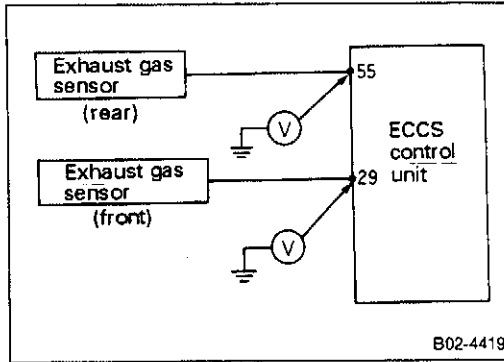 Exhaust gas
sensor
(rear)
55
V
ECCS
control
unit
Exhaust gas
sensor
(front)
29
V
B02-4419